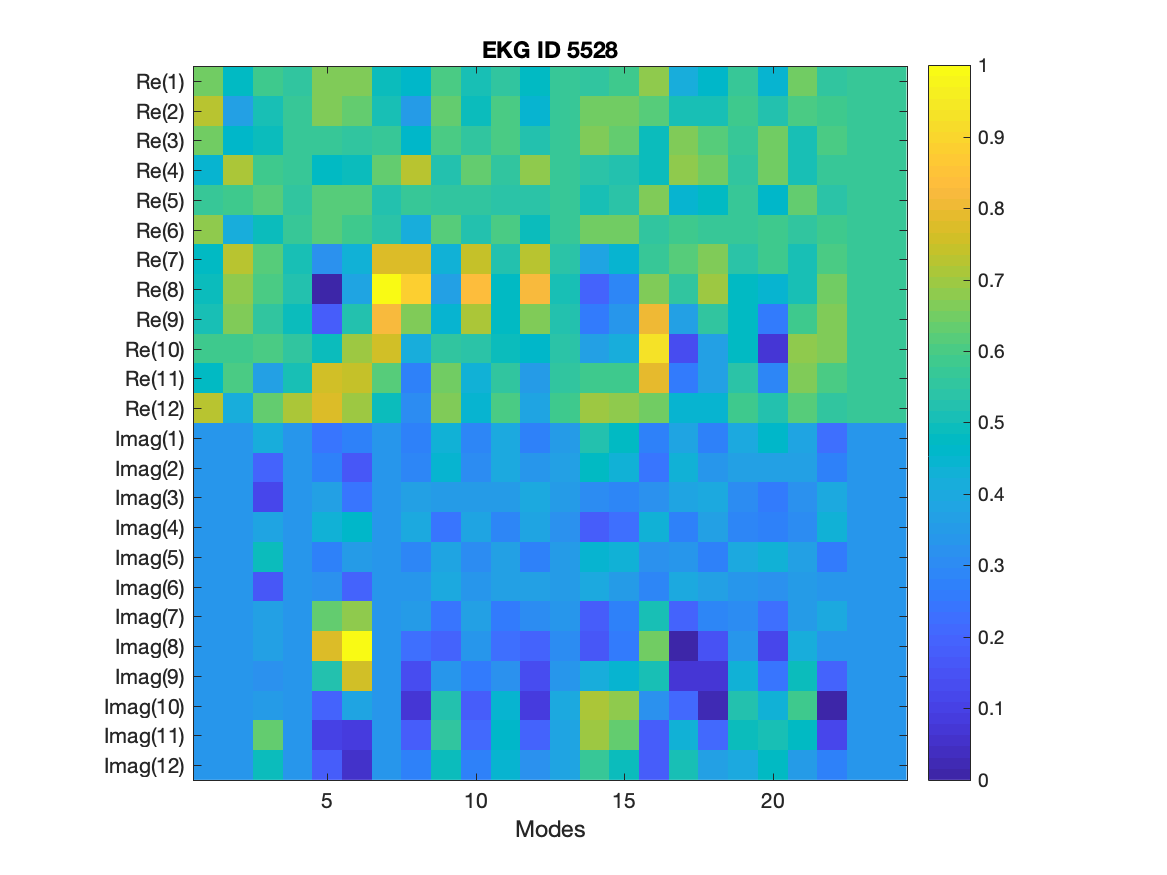 EKG ID 5528
Re(1)
Re(2)
Re(3)
Re(4)
Re(5)
Re(6)
Re(7)
Re(8)
Re(9)
Re(10)
Re(11)
Re(12)
Imag(1)
Imag(2)
Imag(3)
Imag(4)
Imag(5)
Imag(6)
Imag(7)
Imag(8)
Imag(9)
Imag(10)
Imag(11)
Imag(12)
5 10 15 20
Modes
1
0.9
0.8
0.7
0.6
0.5
0.4
0.3
0.2
0.1
0